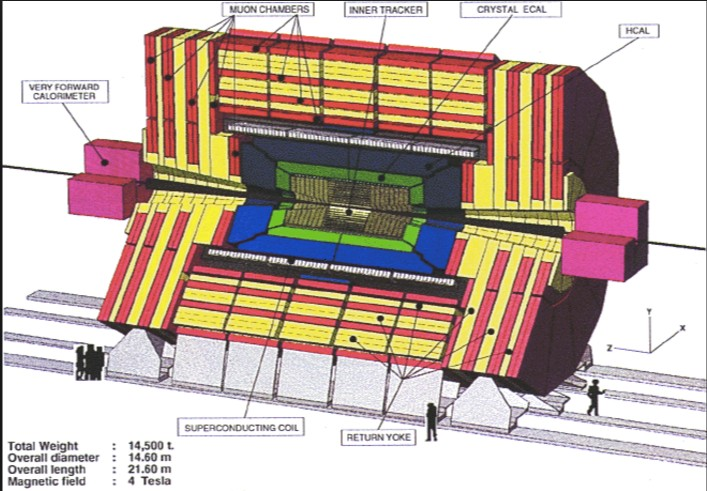 MUON CHAMBERS
INNER TRACKER
CRYSTAL ECAL
HCAL
VERY FORWARD
CALORIMETER
Y
X
Z
SUPERCONDUCTING COIL
RETURN YOKE
Total Weight : 14,500 t.
Overall diameter : 14.60 m
Overall length : 21.60 m
Magnetic field : 4 Tesla